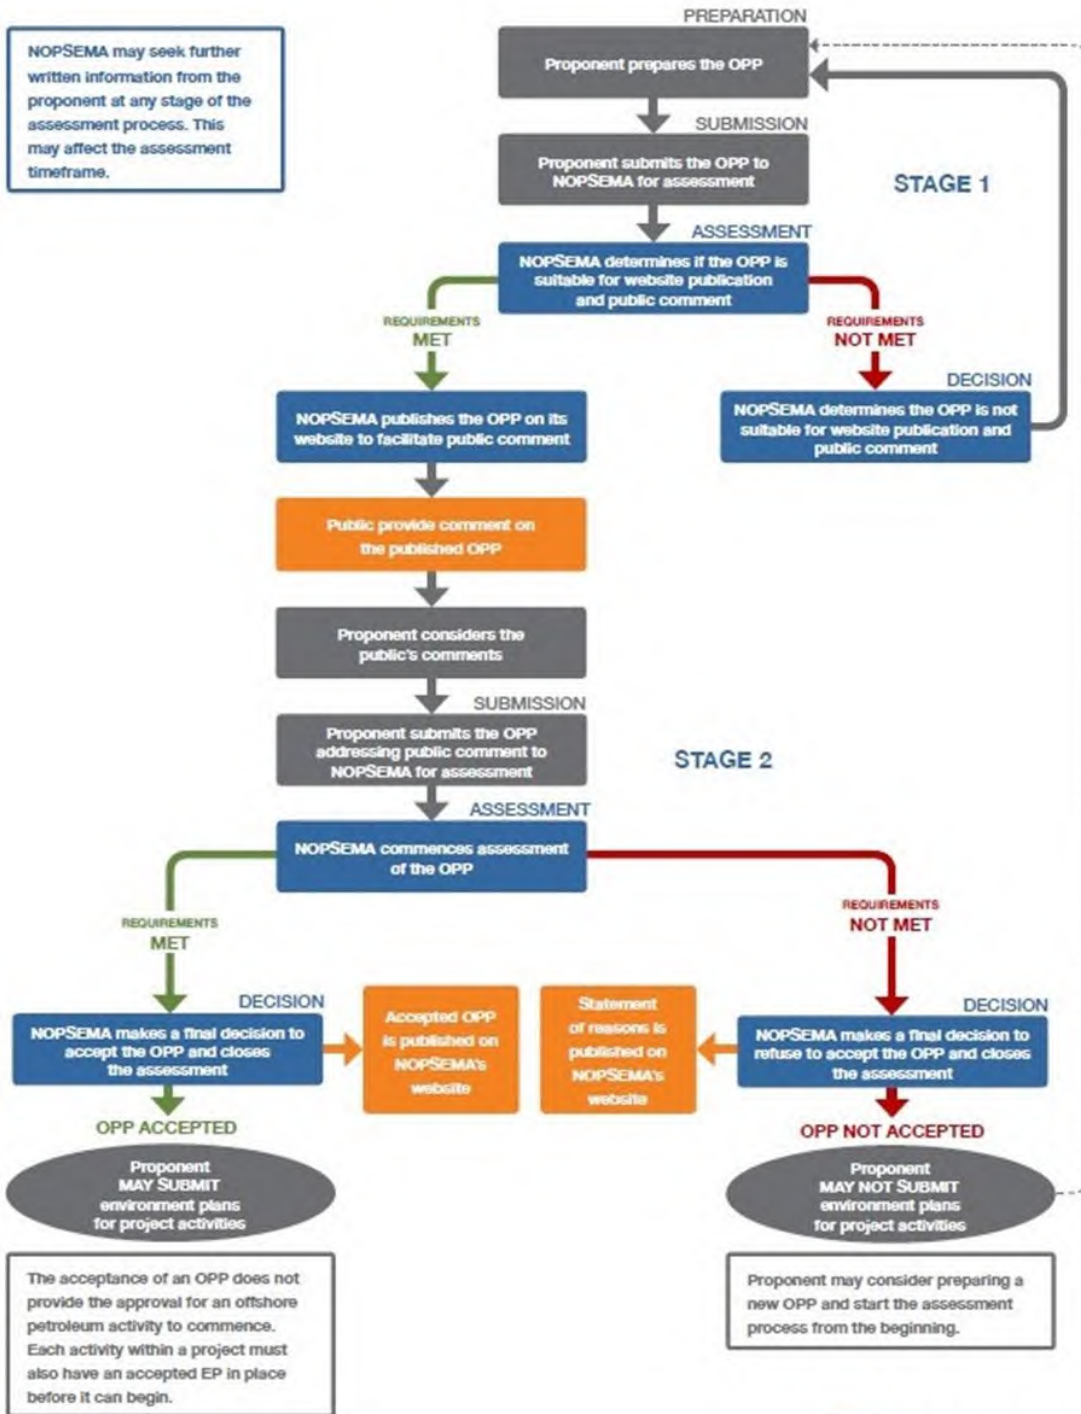 PREPARATION
NOPSEMA may seek further
written information from the
proponent at any stage of the
assessment process. This
may affect the assessment
timeframe.
Proponent prepares the OPP
SUBMISSION
Proponent submits the OPP to
NOPSEMA for assessment
STAGE 1
ASSESSMENT
NOPSEMA determines if the OPP is
suitable for website publication
and public comment
REQUIREMENTS
MET
REQUIREMENTS
NOT MET
DECISION
NOPSEMA publishes the OPP on its
website to facilitate public comment
NOPSEMA determines the OPP is not
suitable for website publication and
public comment
Public provide comment on
the published OPP
Proponent considers the
public's comments
SUBMISSION
Proponent submits the OPP
addressing public comment to
NOPSEMA for assessment
STAGE 2
ASSESSMENT
NOPSEMA commences assessment
of the OPP
REQUIREMENTS
MET
REQUIREMENTS
NOT MET
DECISION
NOPSEMA makes a final decision to
accept the OPP and closes
the assessment
Accepted OPP
is published on
NOPSEMA's
website
Statement
of reasons is
published on
NOPSEMA's
website
DECISION
NOPSEMA makes a final decision to
refuse to accept the OPP and closes
the assessment
OPP ACCEPTED
OPP NOT ACCEPTED
Proponent
MAY SUBMIT
environment plans
for project activities
Proponent
MAY NOT SUBMIT
environment plans
for project activities
The acceptance of an OPP does not
provide the approval for an offshore
petroleum activity to commence.
Each activity within a project must
also have an accepted EP in place
before it can begin.
Proponent may consider preparing a
new OPP and start the assessment
process from the beginning.